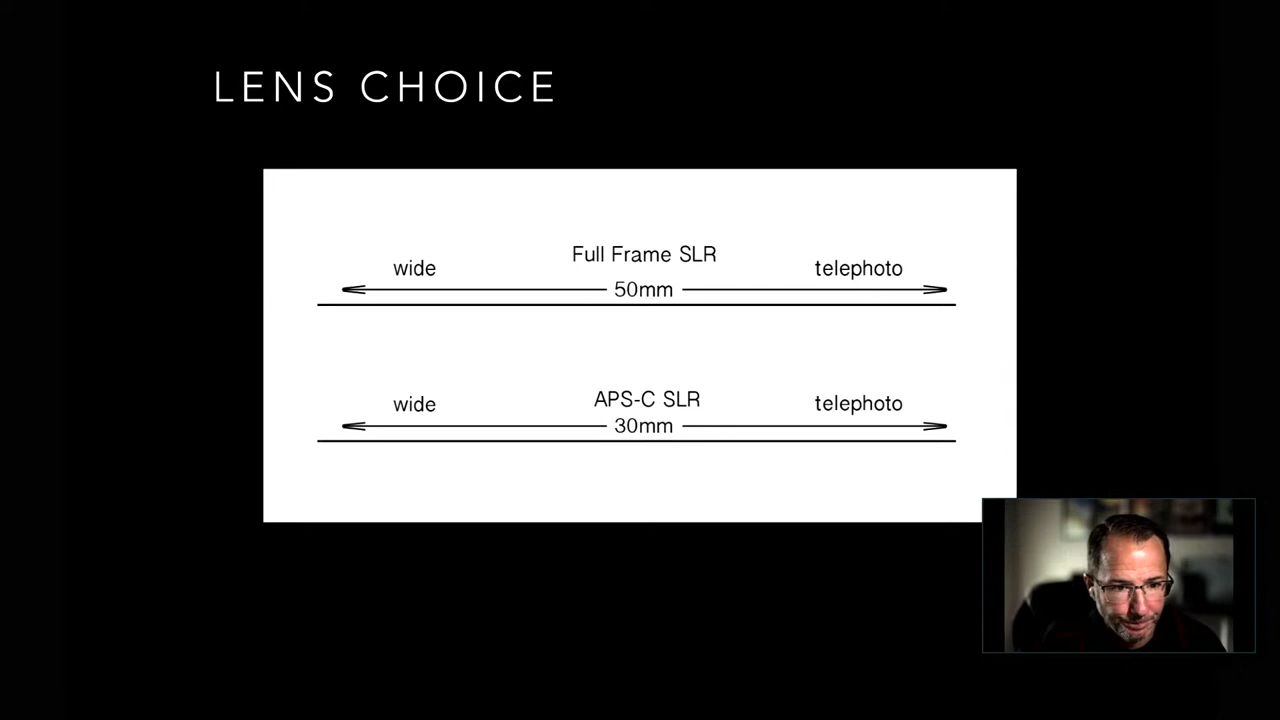 LENS CHOICE
Full Frame SLR
wide
telephoto
50mm
APS-C SLR
wide
telephoto
30mm